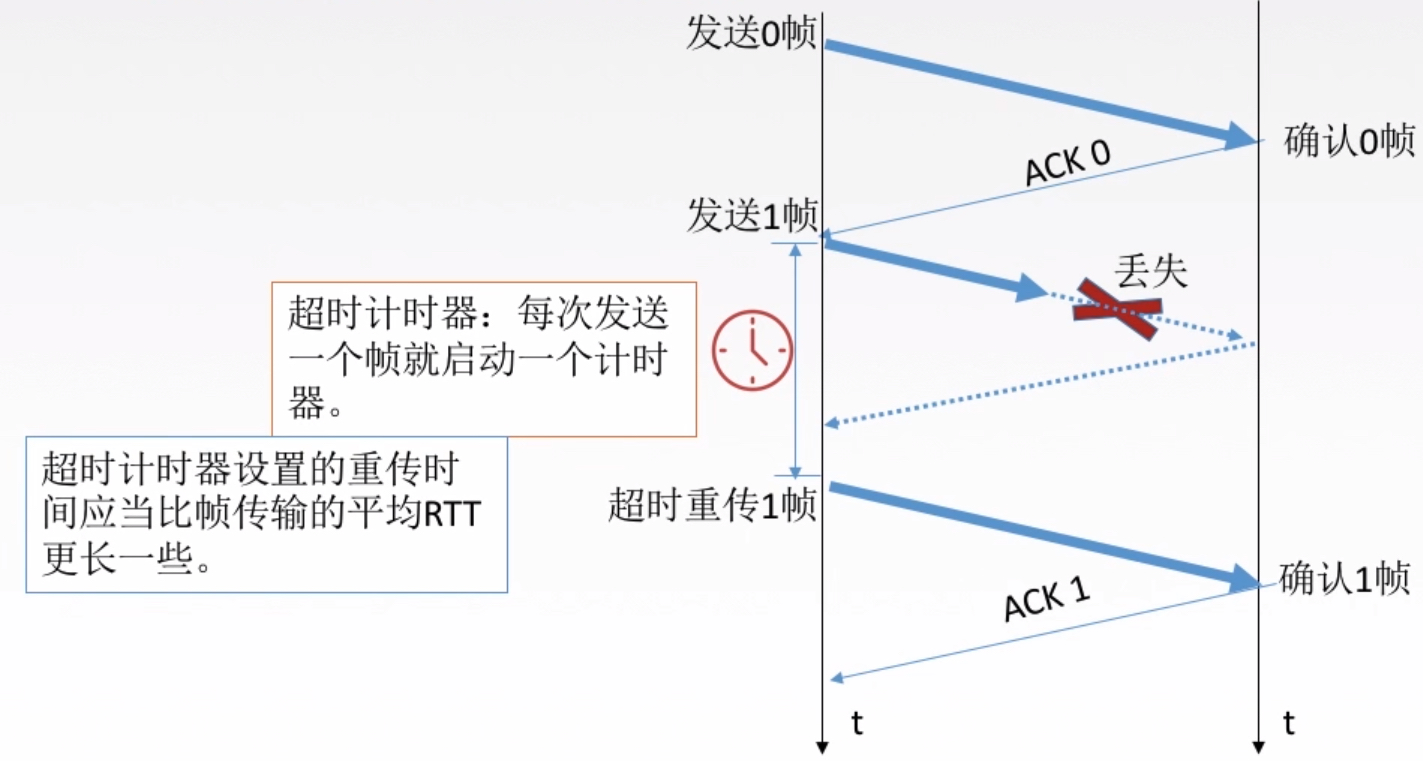 发送0帧
确认0帧
ACK 0
发送1帧
丢失
超时计时器：每次发送
一个帧就启动一个计时
器。
超时计时器设置的重传时
间应当比帧传输的平均RTT
更长一些。
超时重传1帧
确认1帧
ACK 1
t
t